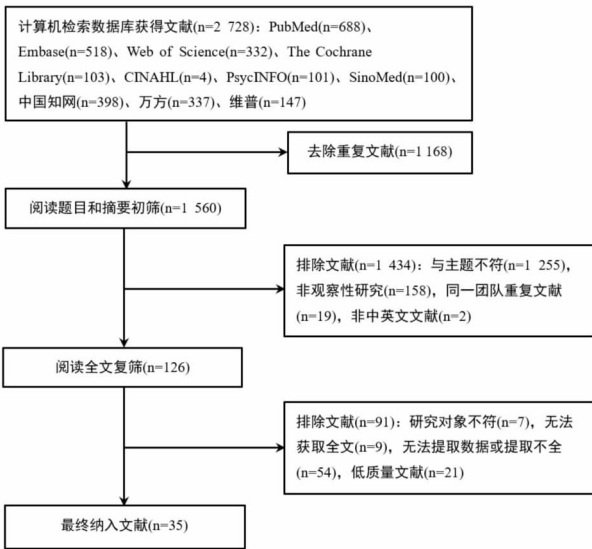 计算机检索数据库获得文献(n=2 728)：PubMed(n=688)、
Embase(n=518)、Web of Science(n=332)、The Cochrane
Library(n=103)、CINAHL(n=4)、PsycINFO(n=101)、SinoMed(n=100)、
中国知网(n=398)、万方(n=337)、维普(n=147)
去除重复文献(n=1 168)
阅读题目和摘要初筛(n=1 560)
排除文献(n=1 434)：与主题不符(n=1 255)，
非观察性研究(n=158)，同一团队重复文献
(n=19)，非中英文文献(n=2)
阅读全文复筛(n=126)
排除文献(n=91)：研究对象不符(n=7)，无法
获取全文(n=9)，无法提取数据或提取不全
(n=54)，低质量文献(n=21)
最终纳入文献(n=35)